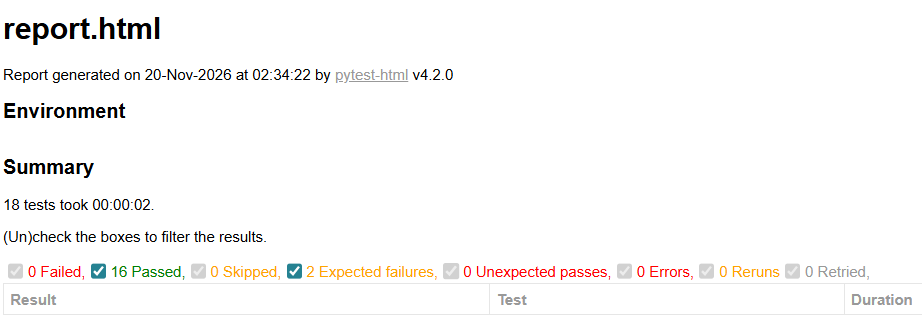 report.html
Report generated on 20-Nov-2026 at 02:34:22 by pytest-html v4.2.0
Environment
Summary
18 tests took 00:00:02.
(Un)check the boxes to filter the results.
0 Failed, 16 Passed, 0 Skipped, 2 Expected failures, 0 Unexpected passes, 0 Errors, 0 Reruns 0 Retried,
Result Test Duration